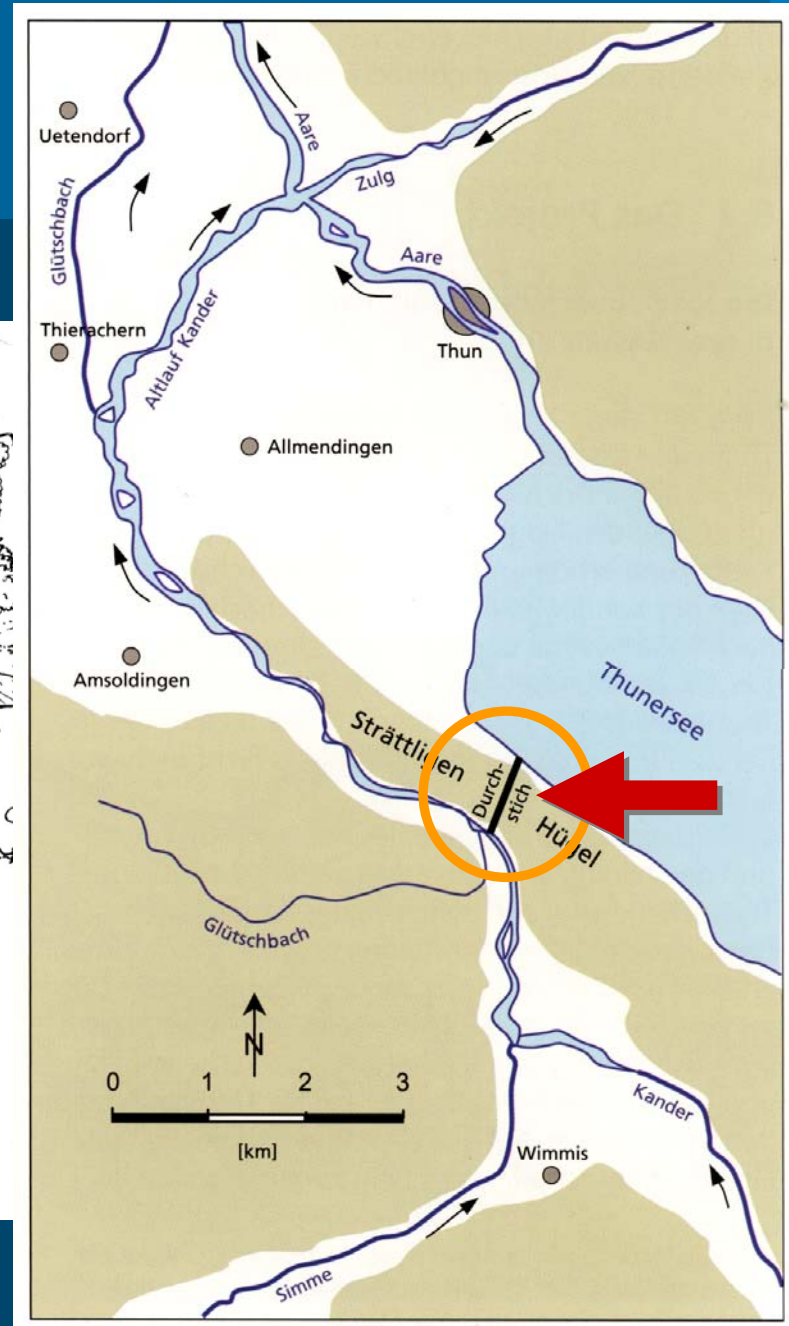 Uetendorf
Aare
Zulg
Glütschbach
Aare
Thierachern
Altlauf Kander
Thun
Allmendingen
Amsoldingen
Thunersee
Strättligen
Durch-
stich
Hügel
Glütschbach
N
0 1 2 3
[km]
Kander
Wimmis
Simme